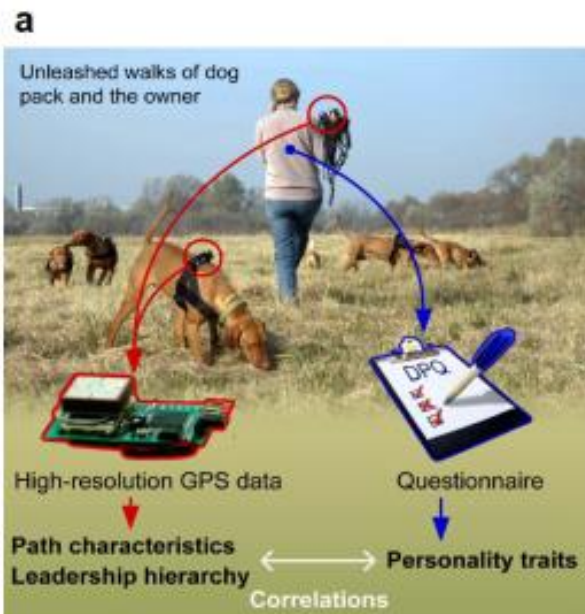 a
Unleashed walks of dog
pack and the owner
DPQ
High-resolution GPS data
Questionnaire
Path characteristics
Leadership hierarchy
Personality traits
Correlations